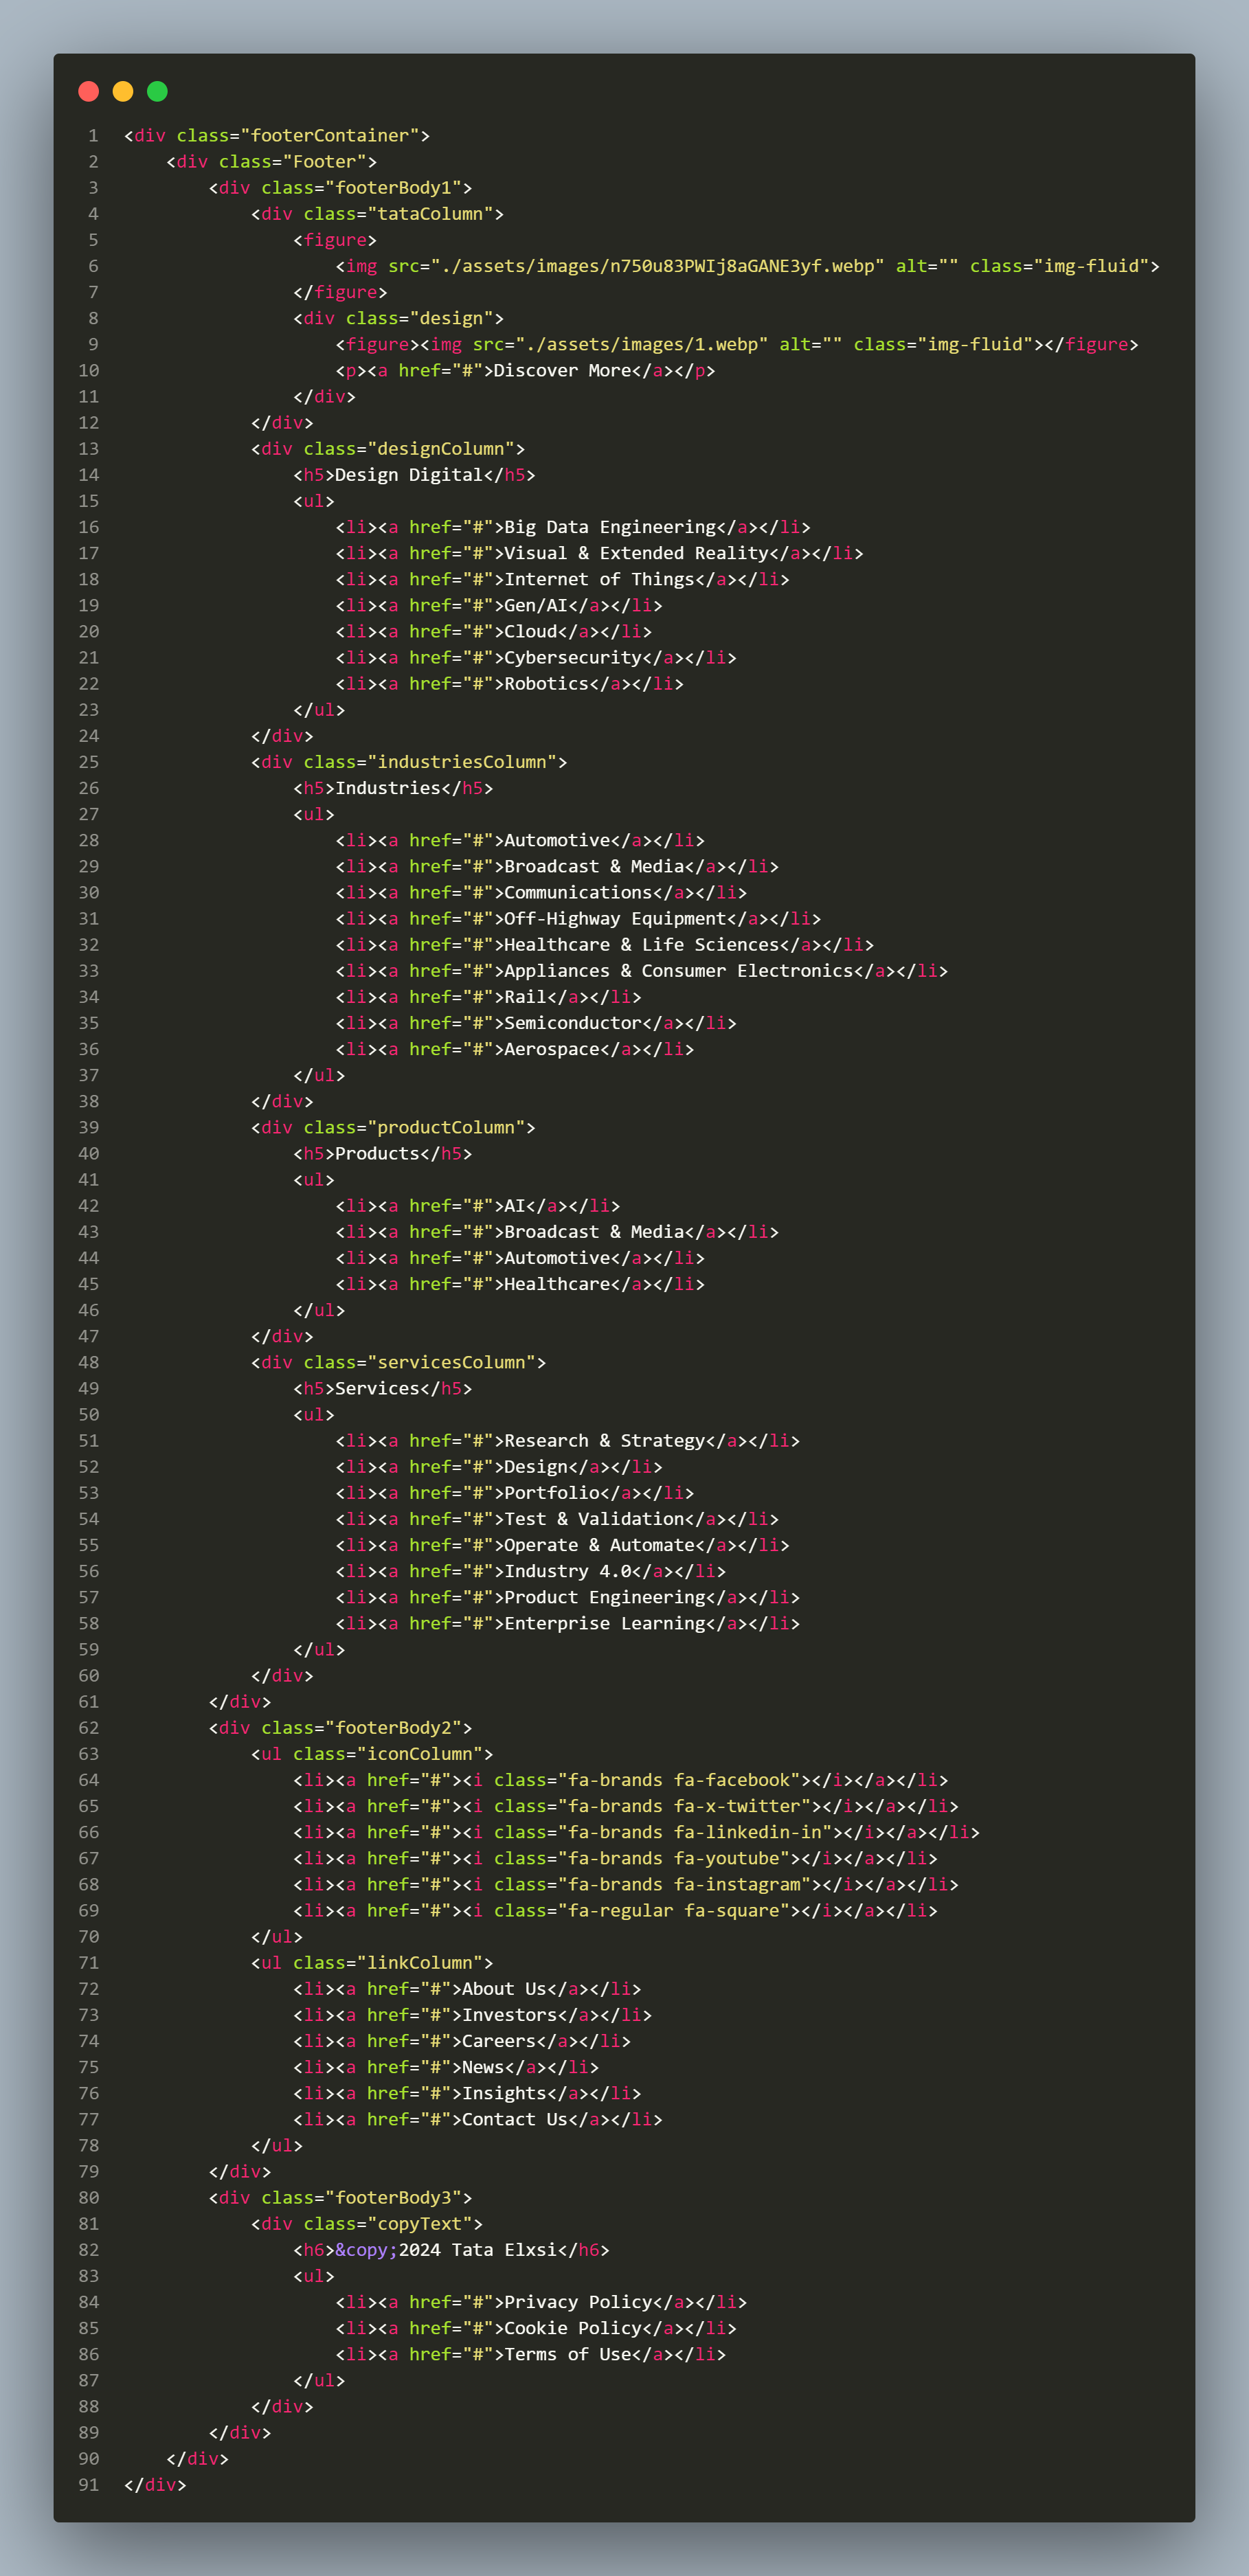 1 <div class="footerContainer">
2     <div class="Footer">
3         <div class="footerBody1">
4             <div class="tataColumn">
5                 <figure>
6                     <img src="./assets/images/n750u83PWIj8aGANE3yf.webp" alt="" class="img-fluid">
7                 </figure>
8                 <div class="design">
9                     <figure><img src="./assets/images/1.webp" alt="" class="img-fluid"></figure>
10                     <p><a href="#">Discover More</a></p>
11                 </div>
12             </div>
13             <div class="designColumn">
14                 <h5>Design Digital</h5>
15                 <ul>
16                     <li><a href="#">Big Data Engineering</a></li>
17                     <li><a href="#">Visual & Extended Reality</a></li>
18                     <li><a href="#">Internet of Things</a></li>
19                     <li><a href="#">Gen/AI</a></li>
20                     <li><a href="#">Cloud</a></li>
21                     <li><a href="#">Cybersecurity</a></li>
22                     <li><a href="#">Robotics</a></li>
23                 </ul>
24             </div>
25             <div class="industriesColumn">
26                 <h5>Industries</h5>
27                 <ul>
28                     <li><a href="#">Automotive</a></li>
29                     <li><a href="#">Broadcast & Media</a></li>
30                     <li><a href="#">Communications</a></li>
31                     <li><a href="#">Off-Highway Equipment</a></li>
32                     <li><a href="#">Healthcare & Life Sciences</a></li>
33                     <li><a href="#">Appliances & Consumer Electronics</a></li>
34                     <li><a href="#">Rail</a></li>
35                     <li><a href="#">Semiconductor</a></li>
36                     <li><a href="#">Aerospace</a></li>
37                 </ul>
38             </div>
39             <div class="productColumn">
40                 <h5>Products</h5>
41                 <ul>
42                     <li><a href="#">AI</a></li>
43                     <li><a href="#">Broadcast & Media</a></li>
44                     <li><a href="#">Automotive</a></li>
45                     <li><a href="#">Healthcare</a></li>
46                 </ul>
47             </div>
48             <div class="servicesColumn">
49                 <h5>Services</h5>
50                 <ul>
51                     <li><a href="#">Research & Strategy</a></li>
52                     <li><a href="#">Design</a></li>
53                     <li><a href="#">Portfolio</a></li>
54                     <li><a href="#">Test & Validation</a></li>
55                     <li><a href="#">Operate & Automate</a></li>
56                     <li><a href="#">Industry 4.0</a></li>
57                     <li><a href="#">Product Engineering</a></li>
58                     <li><a href="#">Enterprise Learning</a></li>
59                 </ul>
60             </div>
61         </div>
62         <div class="footerBody2">
63             <ul class="iconColumn">
64                 <li><a href="#"><i class="fa-brands fa-facebook"></i></a></li>
65                 <li><a href="#"><i class="fa-brands fa-x-twitter"></i></a></li>
66                 <li><a href="#"><i class="fa-brands fa-linkedin-in"></i></a></li>
67                 <li><a href="#"><i class="fa-brands fa-youtube"></i></a></li>
68                 <li><a href="#"><i class="fa-brands fa-instagram"></i></a></li>
69                 <li><a href="#"><i class="fa-regular fa-square"></i></a></li>
70             </ul>
71             <ul class="linkColumn">
72                 <li><a href="#">About Us</a></li>
73                 <li><a href="#">Investors</a></li>
74                 <li><a href="#">Careers</a></li>
75                 <li><a href="#">News</a></li>
76                 <li><a href="#">Insights</a></li>
77                 <li><a href="#">Contact Us</a></li>
78             </ul>
79         </div>
80         <div class="footerBody3">
81             <div class="copyText">
82                 <h6>&copy;2024 Tata Elxsi</h6>
83                 <ul>
84                     <li><a href="#">Privacy Policy</a></li>
85                     <li><a href="#">Cookie Policy</a></li>
86                     <li><a href="#">Terms of Use</a></li>
87                 </ul>
88             </div>
89         </div>
90     </div>
91 </div>